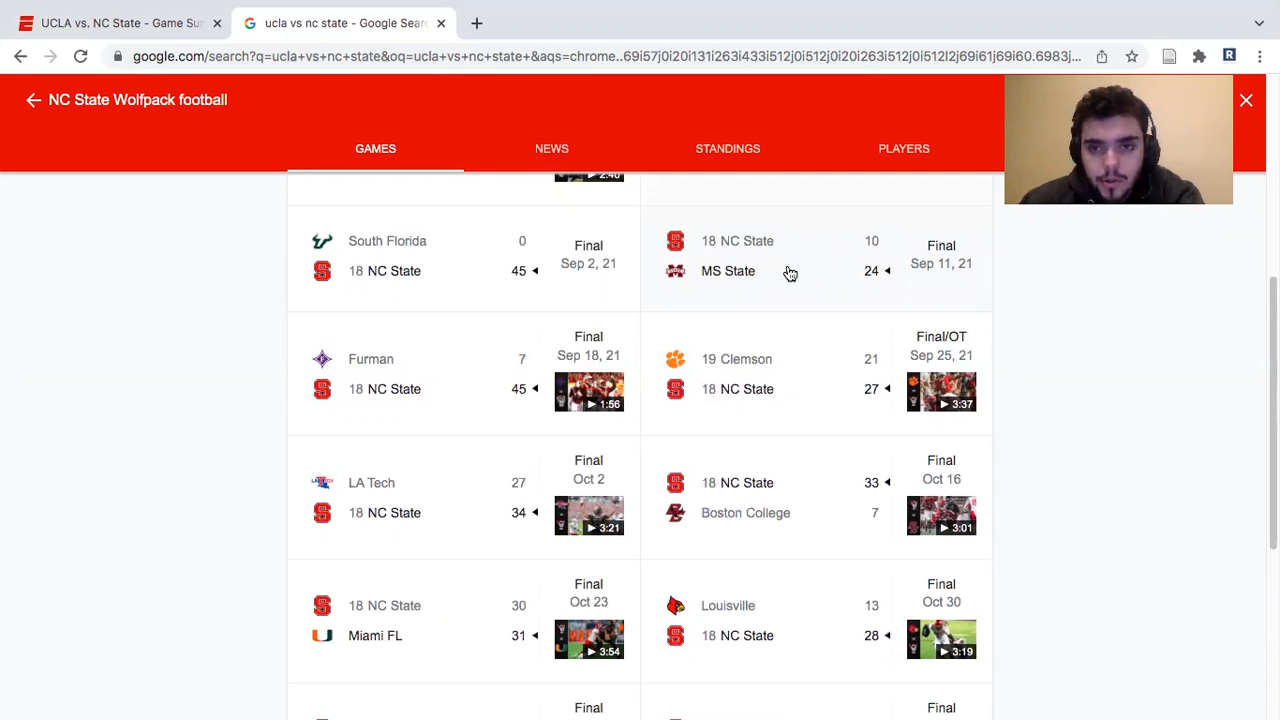 UCLA vs. NC State - Game Sum
ucla vs nc state - Google Searc
google.com/search?q=ucla+vs+nc+state&oq=ucla+vs+nc+state+&aqs=chrome..69i57j0i20i131i263i433i512j0i512j0i20i263i512j0i512l2j69i61j69i60.6983j...
NC State Wolfpack football
GAMES NEWS STANDINGS PLAYERS
2:40
South Florida 0
18 NC State 45
Final
Sep 2, 21
18 NC State 10
MS State 24
Final
Sep 11, 21
Furman 7
18 NC State 45
Final
Sep 18, 21
1:56
19 Clemson 21
18 NC State 27
Final/OT
Sep 25, 21
3:37
LA Tech 27
18 NC State 34
Final
Oct 2
3:21
18 NC State 33
Boston College 7
Final
Oct 16
3:01
18 NC State 30
Miami FL 31
Final
Oct 23
3:54
Louisville 13
18 NC State 28
Final
Oct 30
3:19
Final
Final